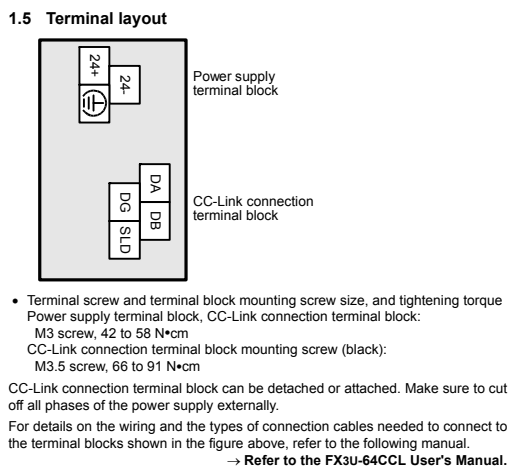 1.5 Terminal layout
24+
24-
Power supply
terminal block
DA
DG
DB
SLD
CC-Link connection
terminal block
• Terminal screw and terminal block mounting screw size, and tightening torque
Power supply terminal block, CC-Link connection terminal block:
M3 screw, 42 to 58 N•cm
CC-Link connection terminal block mounting screw (black):
M3.5 screw, 66 to 91 N•cm
CC-Link connection terminal block can be detached or attached. Make sure to cut
off all phases of the power supply externally.
For details on the wiring and the types of connection cables needed to connect to
the terminal blocks shown in the figure above, refer to the following manual.
→ Refer to the FX3U-64CCL User's Manual.